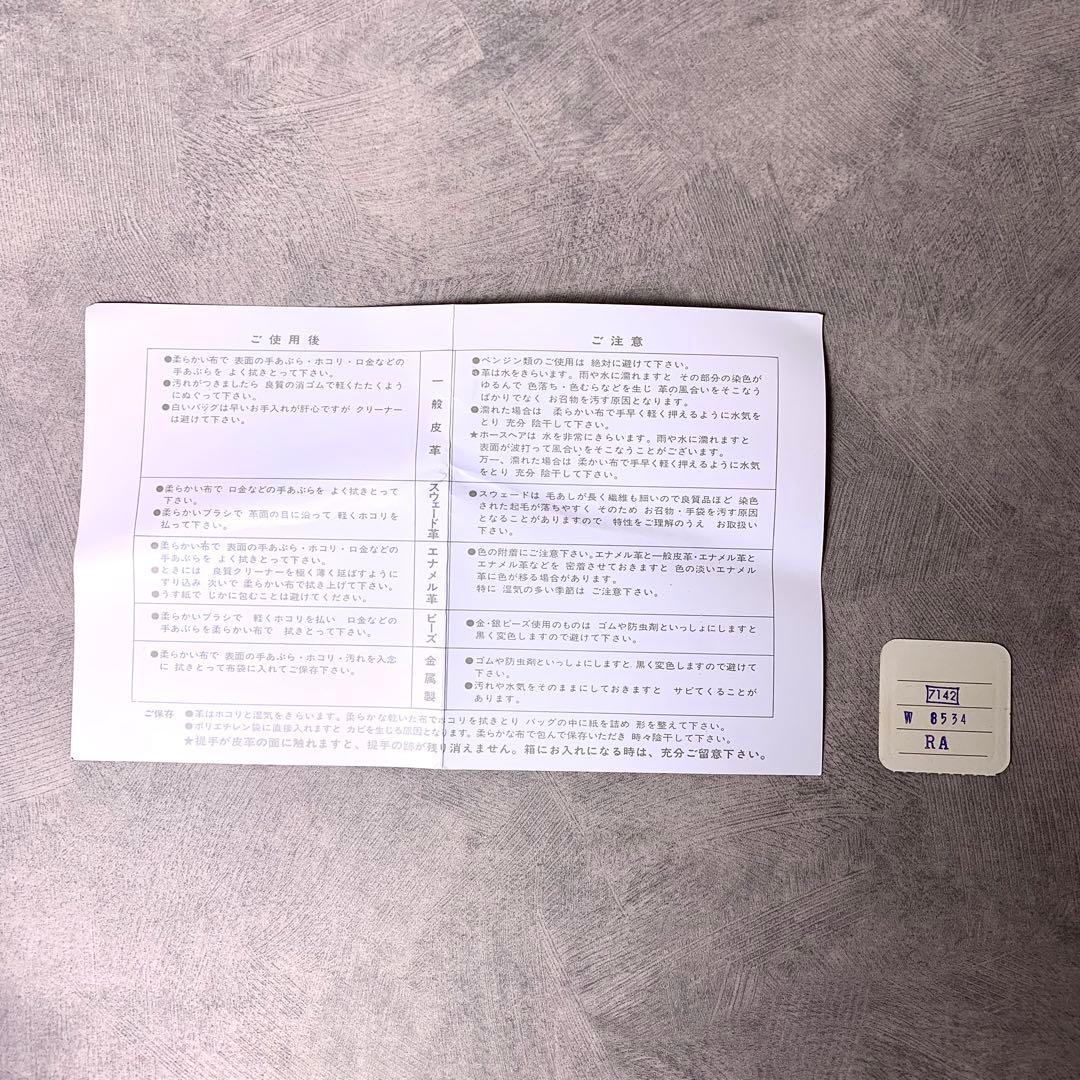 ご使用後
●柔らかい布で 表面の手あぶら・ホコリ・口金などの
手あぶらを よく拭きとって下さい。
●汚れがつきましたら 良質の消ゴムで軽くたたくよう
にぬぐって下さい。
●白いバッグは早いお手入れが肝心ですが クリーナー
は避けて下さい。
一般皮革
ご注意
●ベンジン類のご使用は 絶対に避けて下さい。
●革は水をきらいます。雨や水に濡れますと その部分の染色が
ゆるんで 色落ち・色むらなどを生じ 革の風合いをそこなう
ばかりでなく お召物を汚す原因となります。
●濡れた場合は 柔らかい布で手早く軽く押えるように水気を
とり 充分 陰干して下さい。
★ホースヘアは 水を非常にきらいます。雨や水に濡れますと
表面が波打って風合いをそこなうことがございます。
万一、濡れた場合は 柔かい布で手早く軽く押えるように水気
をとり 充分 陰干して下さい。
●柔らかい布で 口金などの手あぶらを よく拭きとって
下さい。
●柔らかいブラシで 革面の目に沿って 軽くホコリを
払って下さい。
スウェード革
●スウェードは 毛あしが長く繊維も細いので良質品ほど 染色
された起毛が落ちやすく そのため お召物・手袋を汚す原因
となることがありますので 特性をご理解のうえ お取扱い
下さい。
●柔らかい布で 表面の手あぶら・ホコリ・口金などの
手あぶらを よく拭きとって下さい。
●ときには 良質クリーナーを極く薄く延ばすように
すり込み 次いで 柔らかい布で拭き上げて下さい。
●うす紙で じかに包むことは避けてください。
エナメル革
●色の附着にご注意下さい。エナメル革と一般皮革・エナメル革と
エナメル革などを 密着させておきますと 色の淡いエナメル
革に色が移る場合があります。
特に 湿気の多い季節は ご注意下さい。
●柔らかいブラシで 軽くホコリを払い 口金などの
手あぶらを柔らかい布で 拭きとって下さい。
ビーズ
●金・銀ビーズ使用のものは ゴムや防虫剤といっしょにしますと
黒く変色しますので避けて下さい。
●柔らかい布で 表面の手あぶら・ホコリ・汚れを入念
に 拭きとって布袋に入れてご保存下さい。
金属製
●ゴムや防虫剤といっしょにしますと 黒く変色しますので避けて
下さい。
●汚れや水気をそのままにしておきますと サビてくることが
あります。
ご保存 ●革はホコリと湿気をきらいます。柔らかな乾いた布でホコリを拭きとり バッグの中に紙を詰め 形を整えて下さい。
●ポリエチレン袋に直接入れますと カビを生じる原因となります。柔らかな布で包んで保存いただき 時々陰干して下さい。
★提手が皮革の面に触れますと、提手の跡が残り消えません。箱にお入れになる時は、充分ご留意下さい。
7142
W 8534
RA